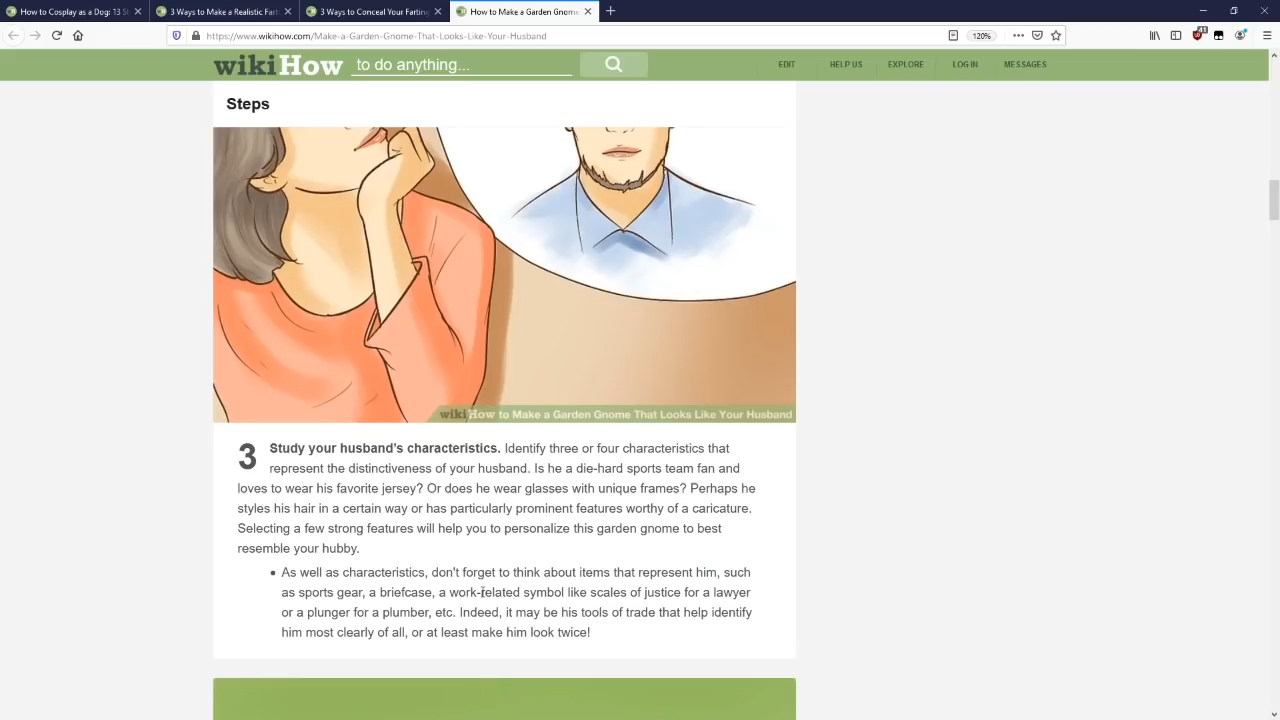 How to Cosplay as a Dog: 13 St
3 Ways to Make a Realistic Fart
3 Ways to Conceal Your Farting
How to Make a Garden Gnome
https://www.wikihow.com/Make-a-Garden-Gnome-That-Looks-Like-Your-Husband
120%
wikiHow to do anything...
EDIT
HELP US
EXPLORE
LOG IN
MESSAGES
Steps
wikiHow to Make a Garden Gnome That Looks Like Your Husband
3 Study your husband's characteristics. Identify three or four characteristics that
represent the distinctiveness of your husband. Is he a die-hard sports team fan and
loves to wear his favorite jersey? Or does he wear glasses with unique frames? Perhaps he
styles his hair in a certain way or has particularly prominent features worthy of a caricature.
Selecting a few strong features will help you to personalize this garden gnome to best
resemble your hubby.
• As well as characteristics, don't forget to think about items that represent him, such
as sports gear, a briefcase, a work-related symbol like scales of justice for a lawyer
or a plunger for a plumber, etc. Indeed, it may be his tools of trade that help identify
him most clearly of all, or at least make him look twice!